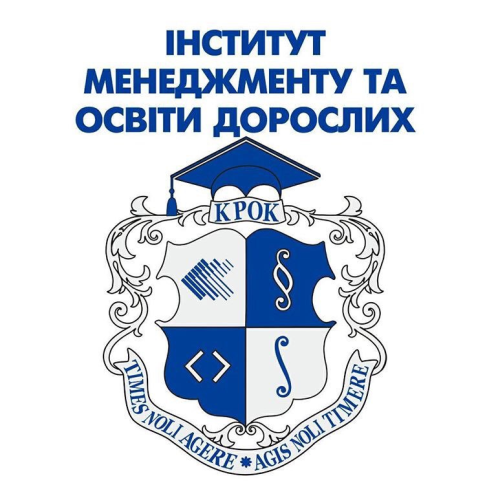 ІНСТИТУТ
МЕНЕДЖМЕНТУ ТА
ОСВІТИ ДОРОСЛИХ
КРОК
§
< >
∫
TIMES NOLI AGERE * AGIS NOLI TIMERE